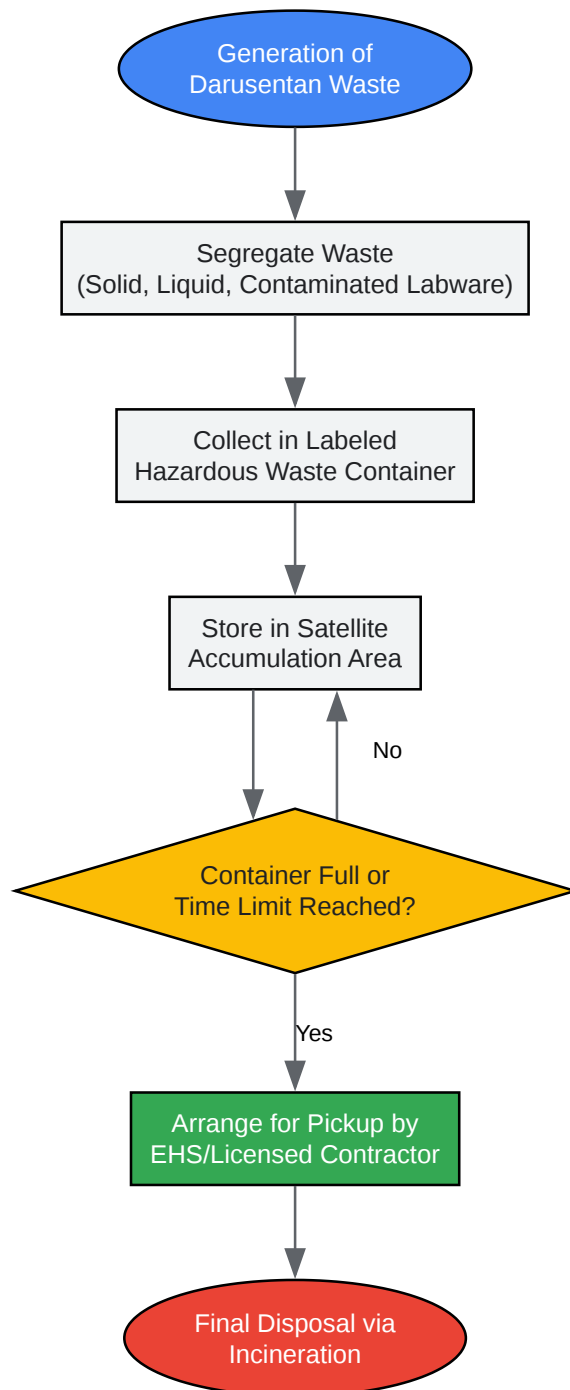 Generation of
Darusentan Waste
Segregate Waste
(Solid, Liquid, Contaminated Labware)
Collect in Labeled
Hazardous Waste Container
Store in Satellite
Accumulation Area
No
Container Full or
Time Limit Reached?
Yes
Arrange for Pickup by
EHS/Licensed Contractor
Final Disposal via
Incineration